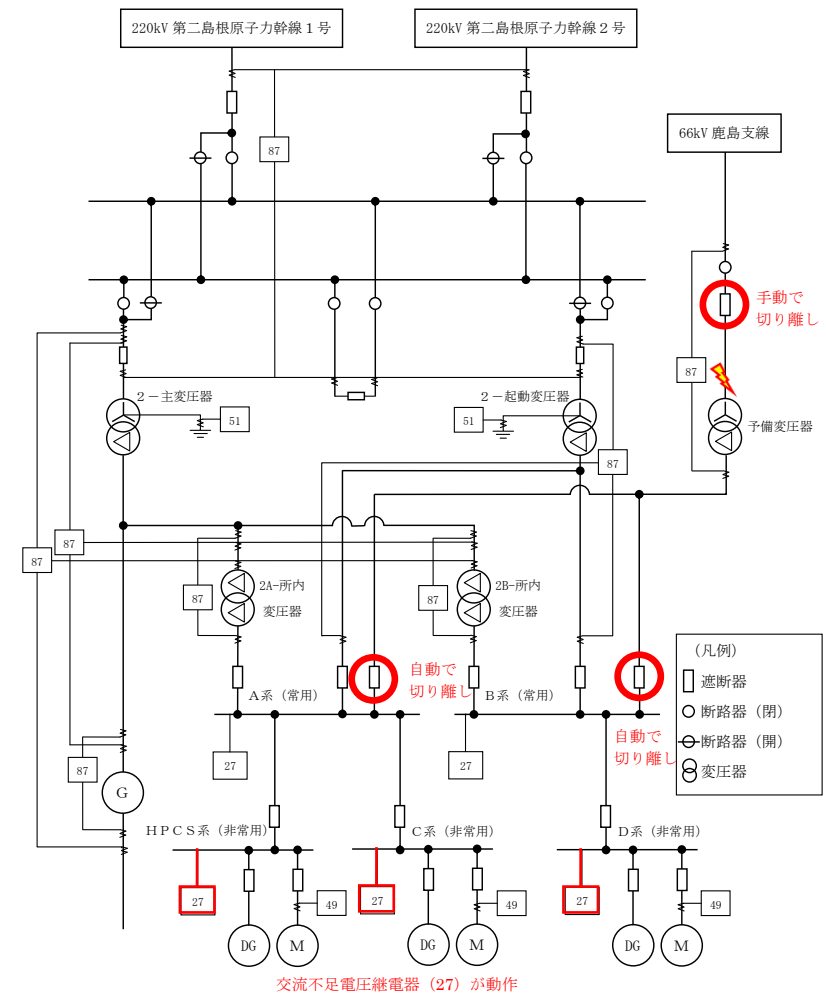 220kV 第二島根原子力幹線1号
220kV 第二島根原子力幹線2号
66kV 鹿島支線
87
手動で
切り離し
87
2-主変圧器
51
2-起動変圧器
51
予備変圧器
87
87
87
87
2A-所内
変圧器
87
2B-所内
変圧器
自動で
切り離し
A系(常用)
B系(常用)
自動で
切り離し
(凡例)
遮断器
断路器(閉)
断路器(開)
変圧器
27
27
87
G
HPCS系(非常用)
C系(非常用)
D系(非常用)
27
49
27
49
27
49
DG
M
DG
M
DG
M
交流不足電圧継電器(27)が動作